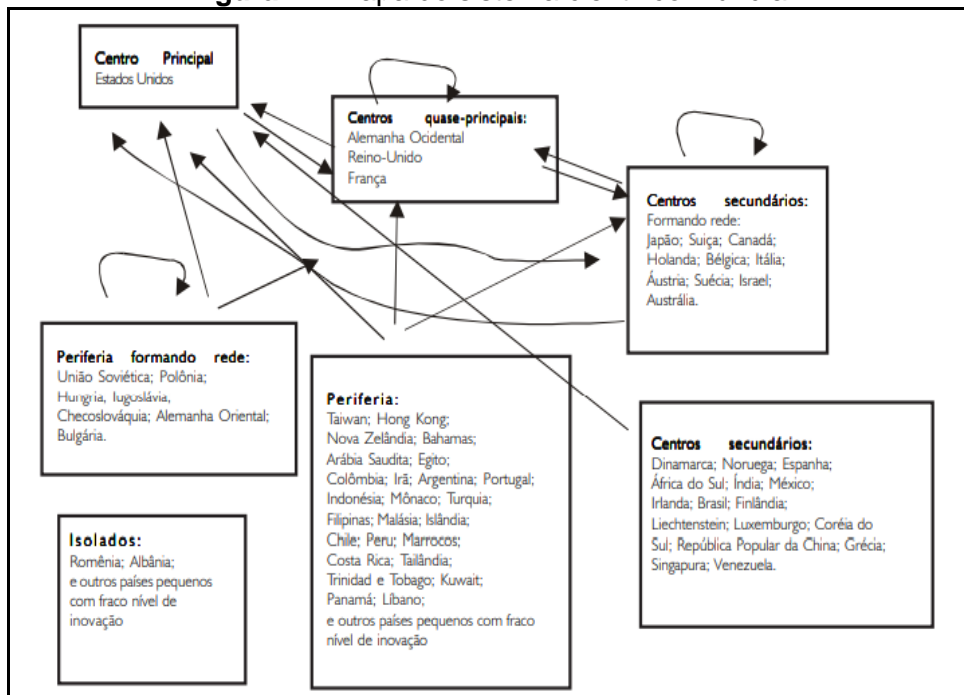 Centro Principal
Estados Unidos
Centros quase-principais:
Alemanha Ocidental
Reino-Unido
França
Centros secundários:
Formando rede:
Japão; Suiça; Canadá;
Holanda; Bélgica; Itália;
Áustria; Suécia; Israel;
Austrália.
Periferia formando rede:
União Soviética; Polônia;
Hungria, Iugoslávia,
Checoslováquia; Alemanha Oriental;
Bulgária.
Periferia:
Taiwan; Hong Kong;
Nova Zelândia; Bahamas;
Arábia Saudita; Egito;
Colômbia; Irã; Argentina; Portugal;
Indonésia; Mônaco; Turquia;
Filipinas; Malásia; Islândia;
Chile; Peru; Marrocos;
Costa Rica; Tailândia;
Trinidad e Tobago; Kuwait;
Panamá; Líbano;
e outros países pequenos com fraco
nível de inovação
Centros secundários:
Dinamarca; Noruega; Espanha;
África do Sul; Índia; México;
Irlanda; Brasil; Finlândia;
Liechtenstein; Luxemburgo; Coréia do
Sul; República Popular da China; Grécia;
Singapura; Venezuela.
Isolados:
Romênia; Albânia;
e outros países pequenos
com fraco nível de
inovação